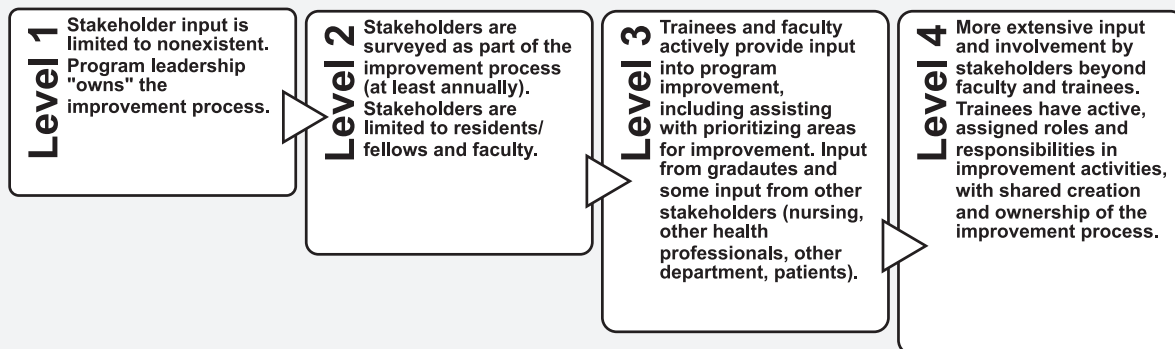 Level 1
Stakeholder input is
limited to nonexistent.
Program leadership
"owns" the
improvement process.
Level 2
Stakeholders are
surveyed as part of the
improvement process
(at least annually).
Stakeholders are
limited to residents/
fellows and faculty.
Level 3
Trainees and faculty
actively provide input
into program
improvement,
including assisting
with prioritizing areas
for improvement. Input
from gradautes and
some input from other
stakeholders (nursing,
other health
professionals, other
department, patients).
Level 4
More extensive input
and involvement by
stakeholders beyond
faculty and trainees.
Trainees have active,
assigned roles and
responsibilities in
improvement activities,
with shared creation
and ownership of the
improvement process.